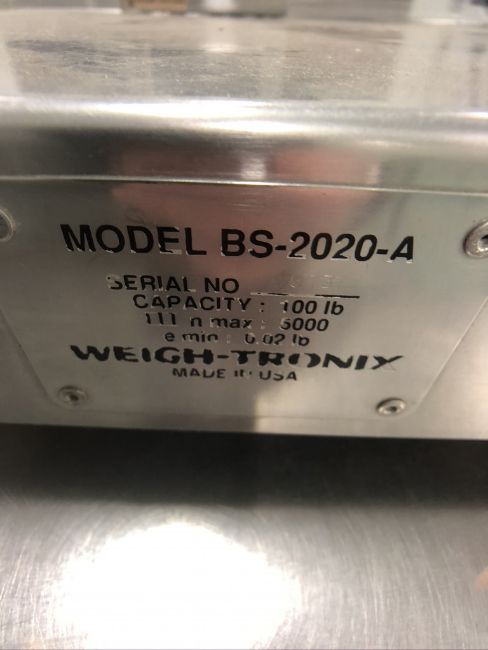 MODEL BS-2020-A
SERIAL NO
CAPACITY : 100 lb
III n max : 5000
e min : 0.02 lb
WEIGH-TRONIX
MADE IN USA